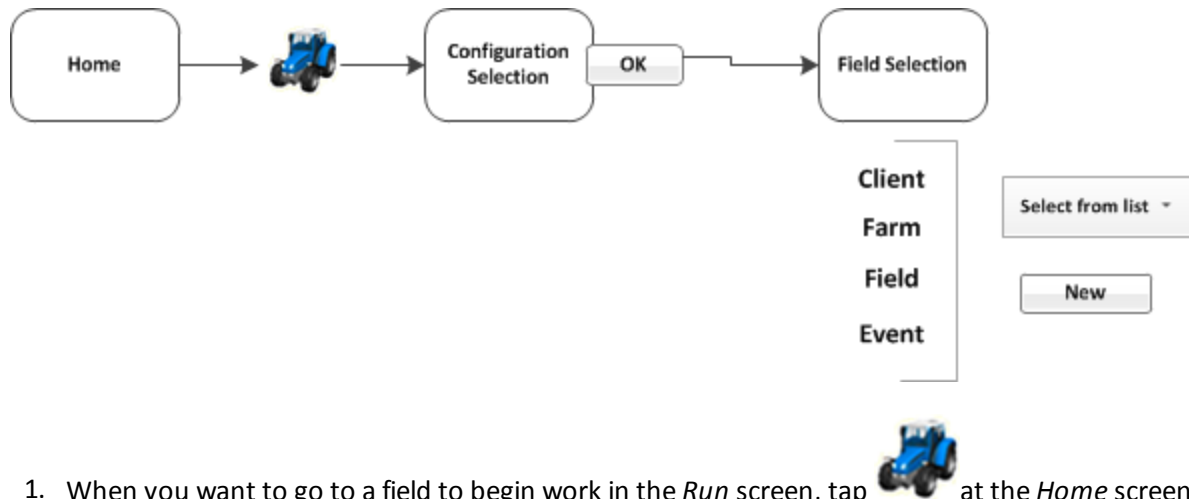 Home
Configuration
Selection
OK
Field Selection
Client
Farm
Field
Event
Select from list
New
1. When you want to go to a field to begin work in the Run screen, tap at the Home screen